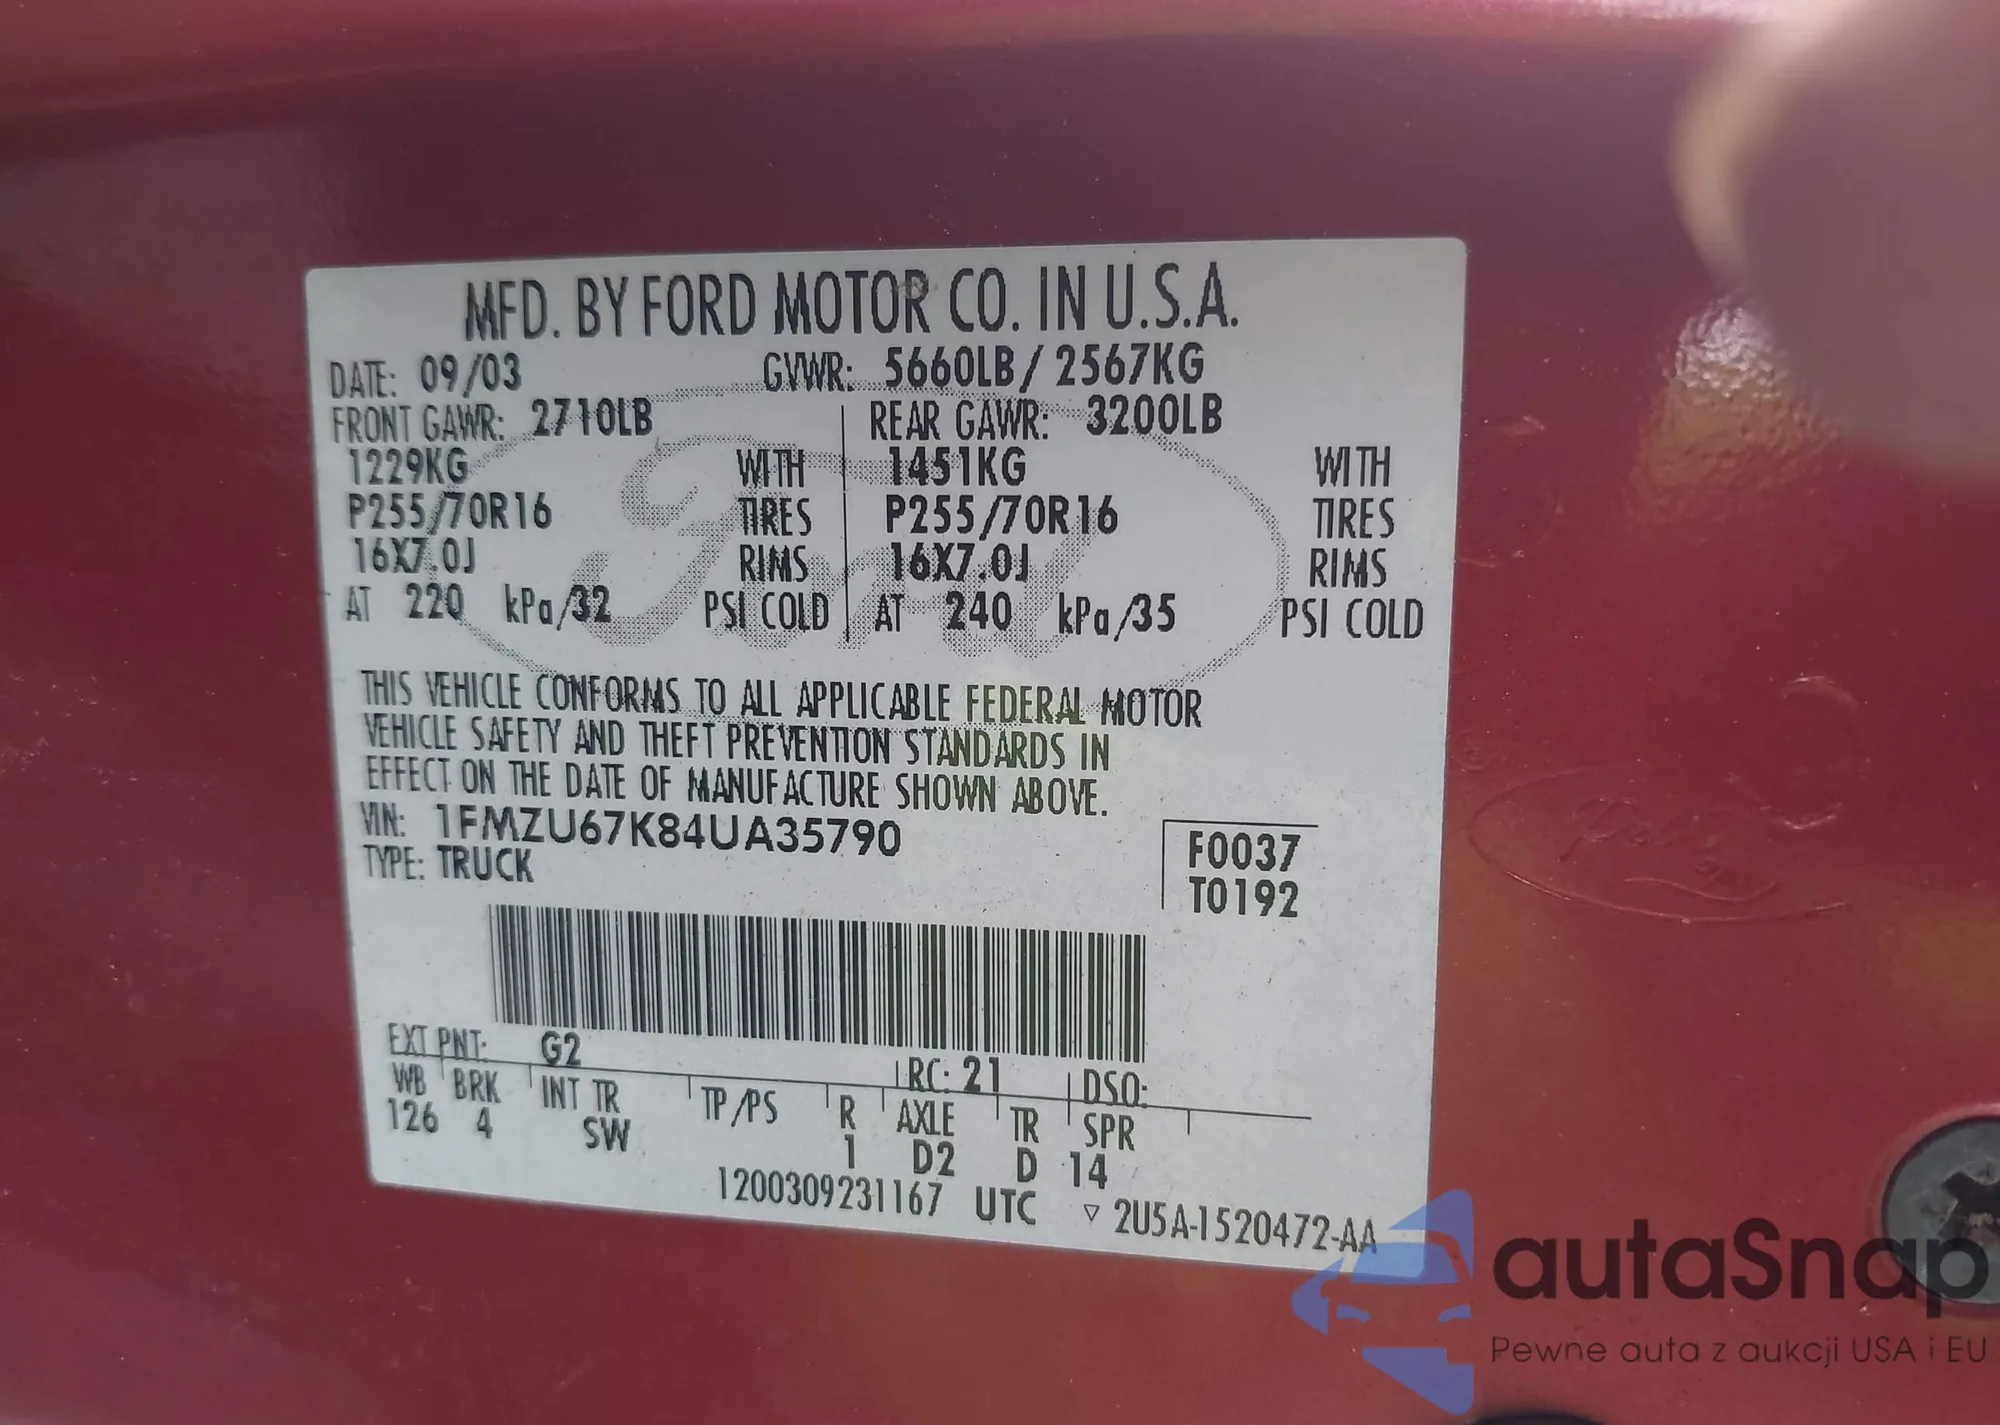 MFD. BY FORD MOTOR CO. IN U.S.A.
DATE: 09/03 GVWR: 5660LB / 2567KG
FRONT GAWR: 2710LB REAR GAWR: 3200LB
1229KG WITH 1451KG WITH
P255/70R16 TIRES P255/70R16 TIRES
16X7.0J RIMS 16X7.0J RIMS
AT 220 kPa/32 PSI COLD AT 240 kPa/35 PSI COLD
Ford
THIS VEHICLE CONFORMS TO ALL APPLICABLE FEDERAL MOTOR
VEHICLE SAFETY AND THEFT PREVENTION STANDARDS IN
EFFECT ON THE DATE OF MANUFACTURE SHOWN ABOVE.
VIN: 1FMZU67K84UA35790
TYPE: TRUCK
F0037
T0192
EXT PNT: G2 RC: 21 DSO:
WB BRK INT TR TP/PS R AXLE TR SPR
126 4 SW 1 D2 D 14
1200309231167 UTC ▽ 2U5A-1520472-AA
autaSnap
Pewne auta z aukcji USA i EU